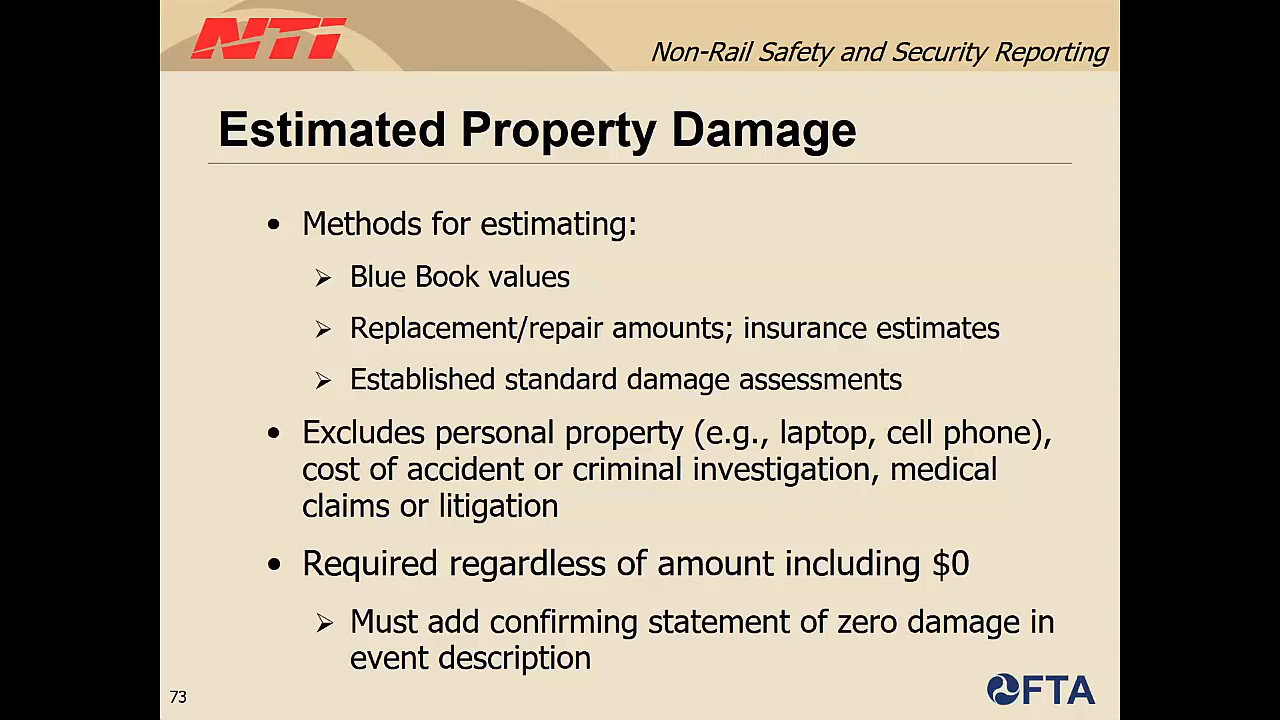 NTI
Non-Rail Safety and Security Reporting
Estimated Property Damage
• Methods for estimating:
➢ Blue Book values
➢ Replacement/repair amounts; insurance estimates
➢ Established standard damage assessments
• Excludes personal property (e.g., laptop, cell phone),
cost of accident or criminal investigation, medical
claims or litigation
• Required regardless of amount including $0
➢ Must add confirming statement of zero damage in
event description
73
FTA